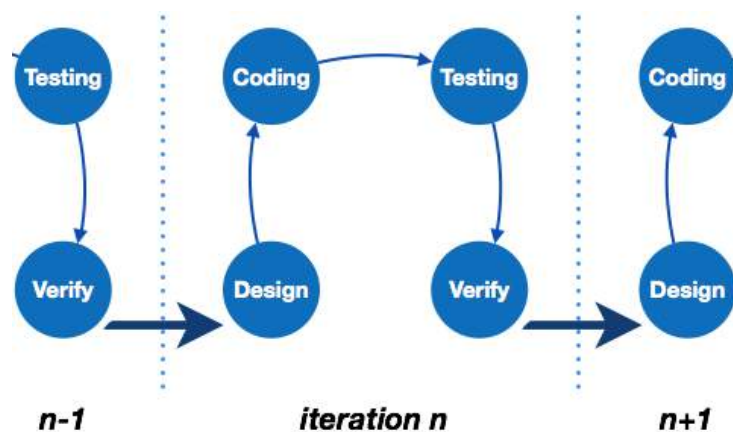 Testing
Coding
Testing
Coding
Verify
Design
Verify
Design
n-1
iteration n
n+1